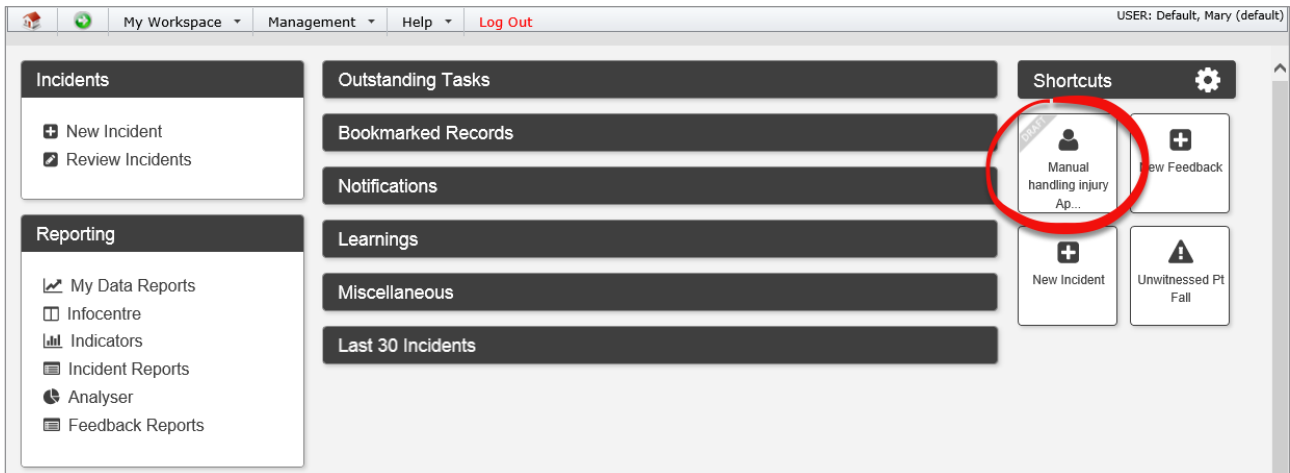 My Workspace Management Help Log Out
USER: Default, Mary (default)
Incidents
New Incident
Review Incidents
Reporting
My Data Reports
Infocentre
Indicators
Incident Reports
Analyser
Feedback Reports
Outstanding Tasks
Bookmarked Records
Notifications
Learnings
Miscellaneous
Last 30 Incidents
Shortcuts
DRAFT
Manual
handling injury
Ap...
New Feedback
New Incident
Unwitnessed Pt
Fall